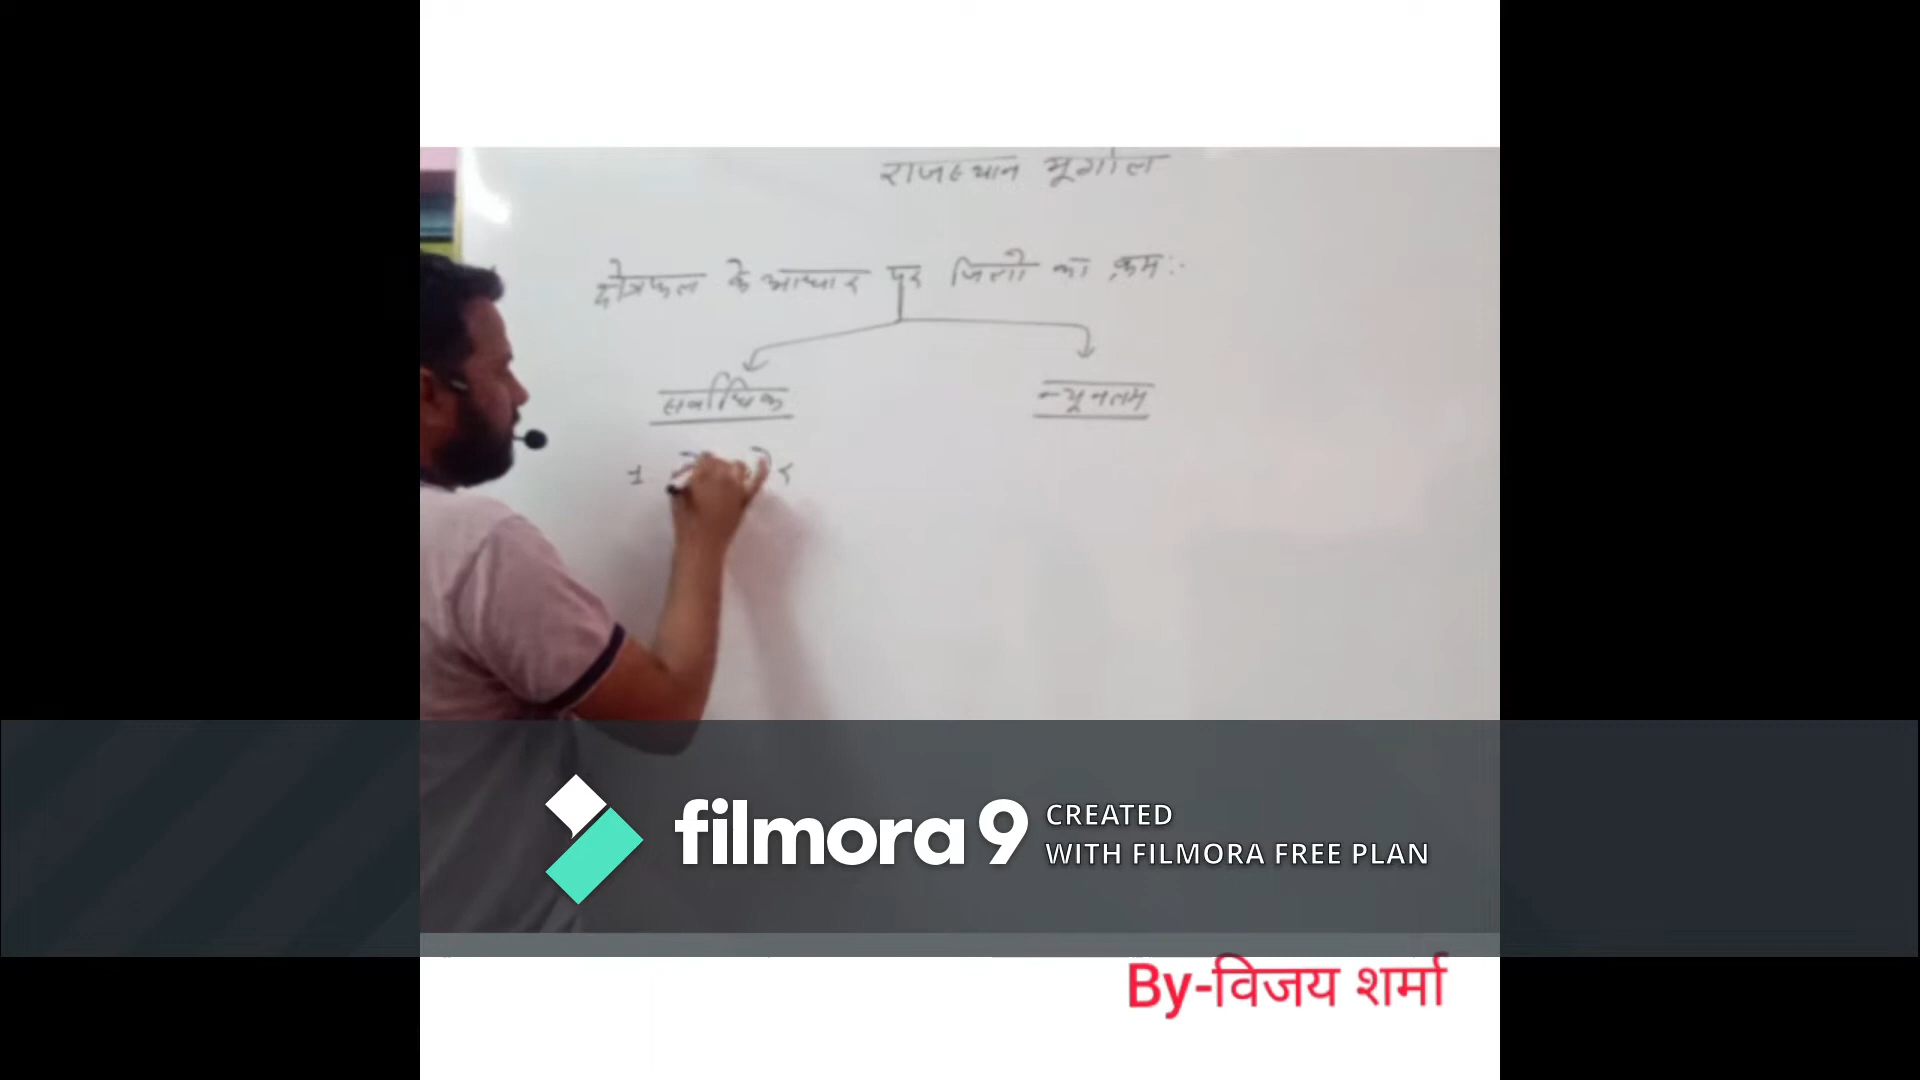 राजस्थान भूगोल
क्षेत्रफल के आधार पर जिलों का क्रम :-
सर्वाधिक
न्यूनतम
1
filmora9
CREATED
WITH FILMORA FREE PLAN
By-विजय शर्मा